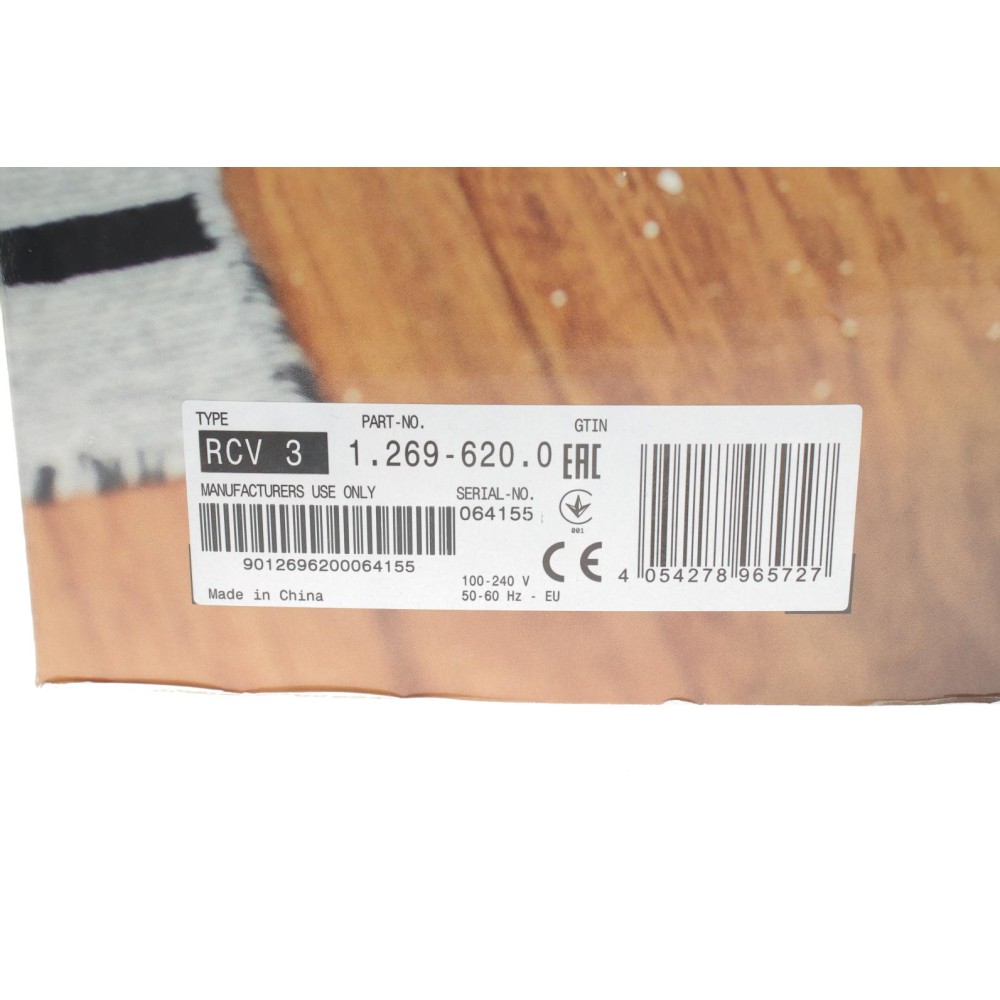 TYPE PART-NO. GTIN
RCV 3 1.269-620.0 EAC
MANUFACTURERS USE ONLY SERIAL-NO.
064155
001
9012696200064155
CE
4 054278 965727
100-240 V
Made in China 50-60 Hz - EU